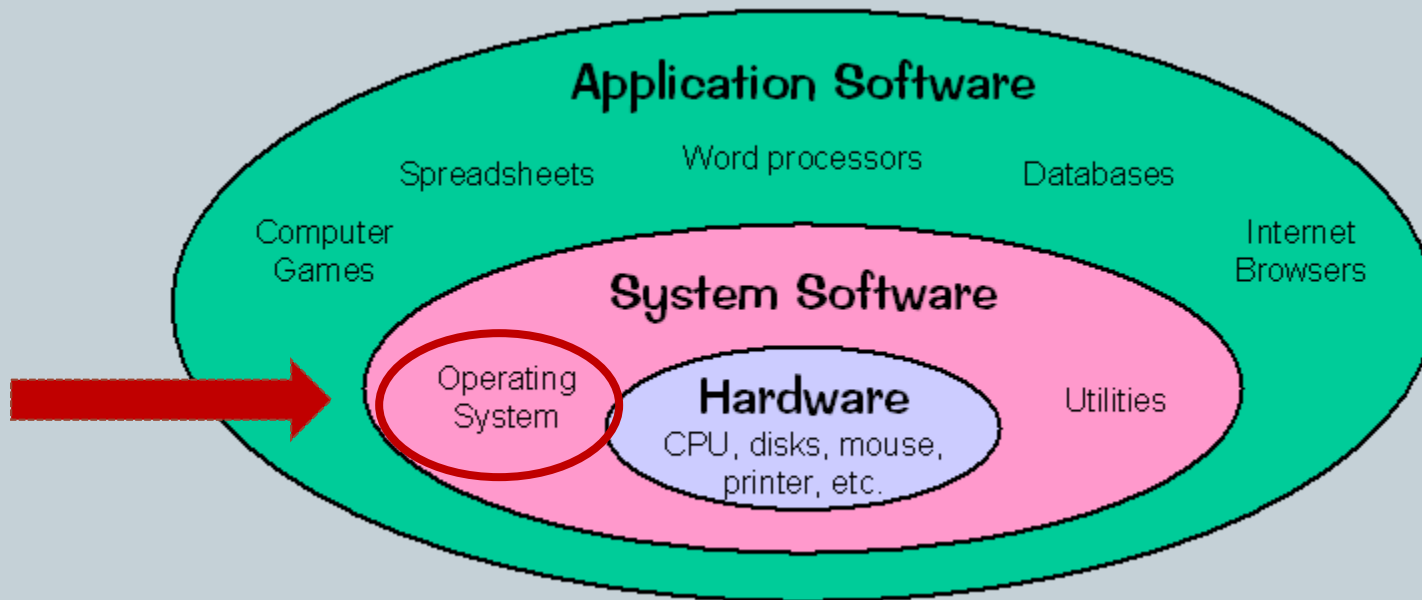 Application Software
Spreadsheets
Word processors
Databases
Computer
Games
Internet
Browsers
System Software
Operating
System
Hardware
CPU, disks, mouse,
printer, etc.
Utilities